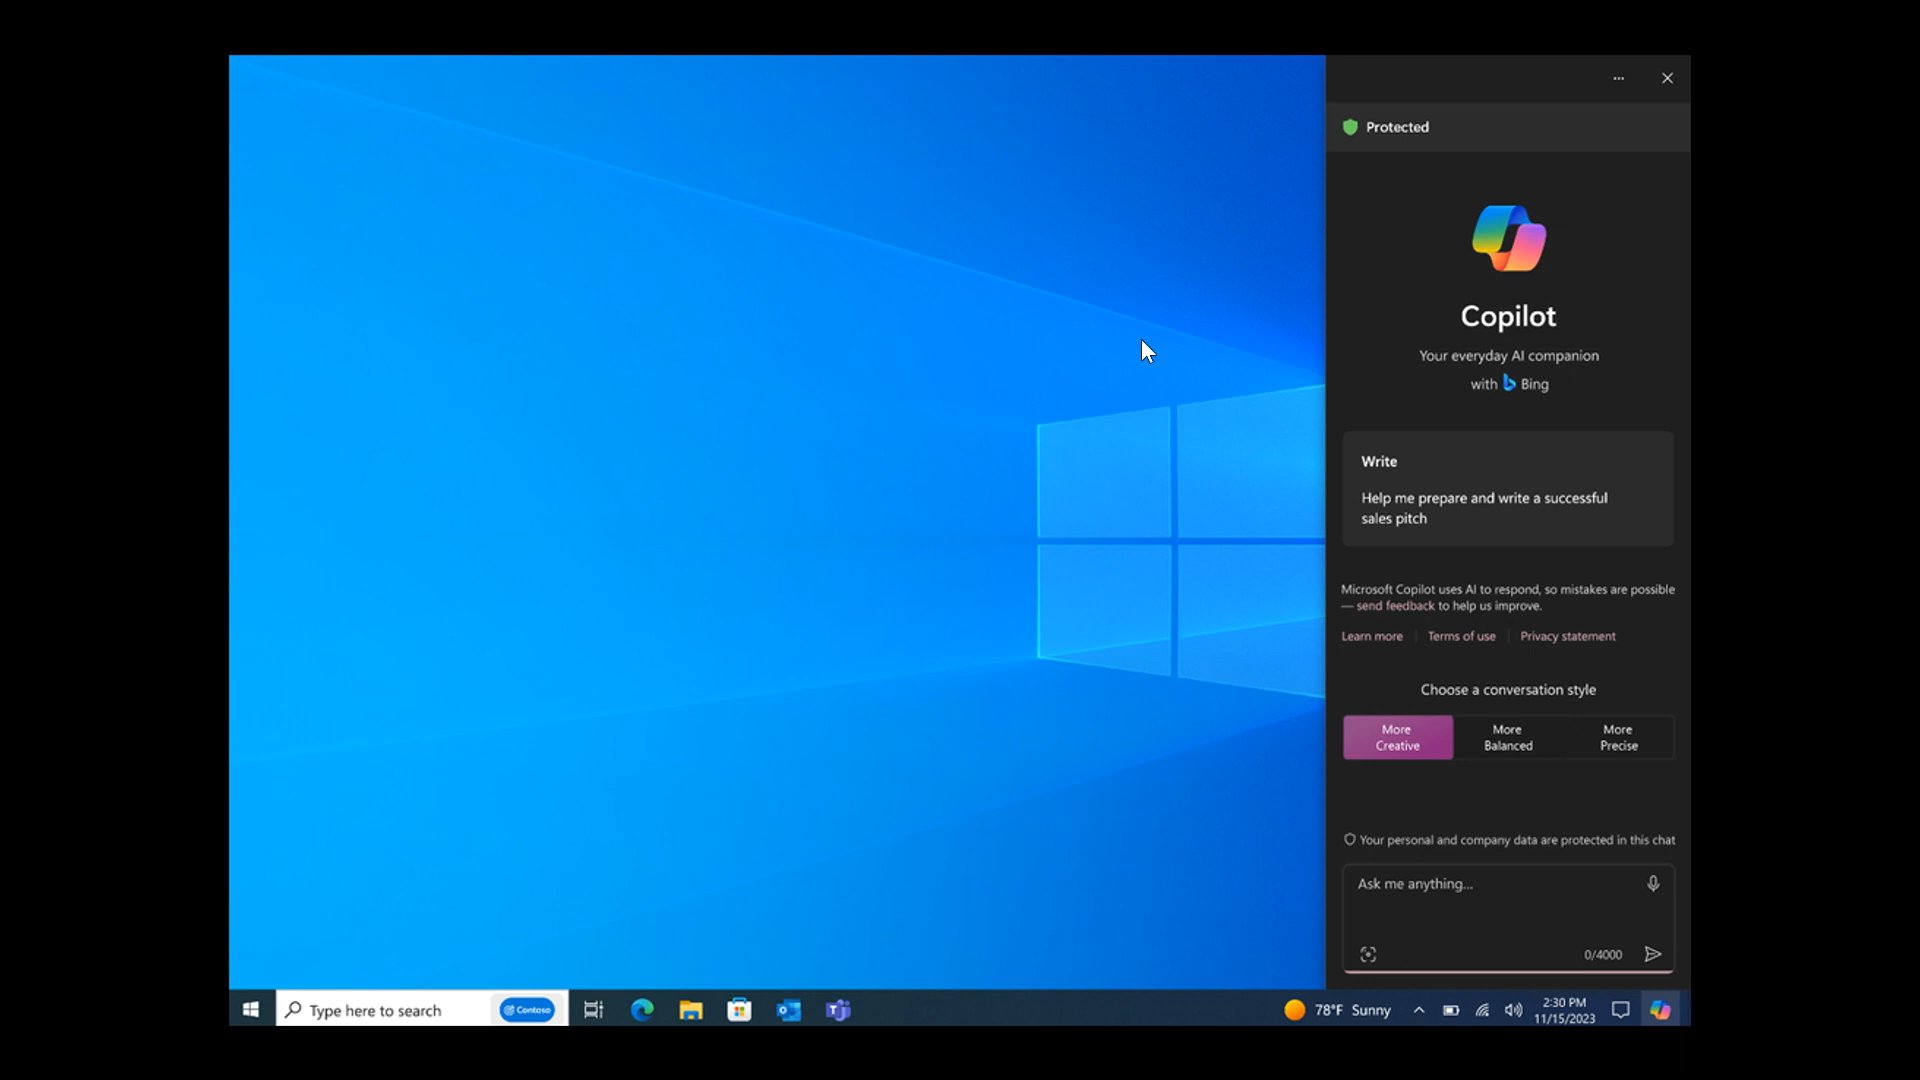 Protected
Copilot
Your everyday AI companion
with Bing
Write
Help me prepare and write a successful
sales pitch
Microsoft Copilot uses AI to respond, so mistakes are possible
— send feedback to help us improve.
Learn more Terms of use Privacy statement
Choose a conversation style
More
Creative
More
Balanced
More
Precise
Your personal and company data are protected in this chat
Ask me anything...
0/4000
Type here to search
Contoso
78°F Sunny
2:30 PM
11/15/2023